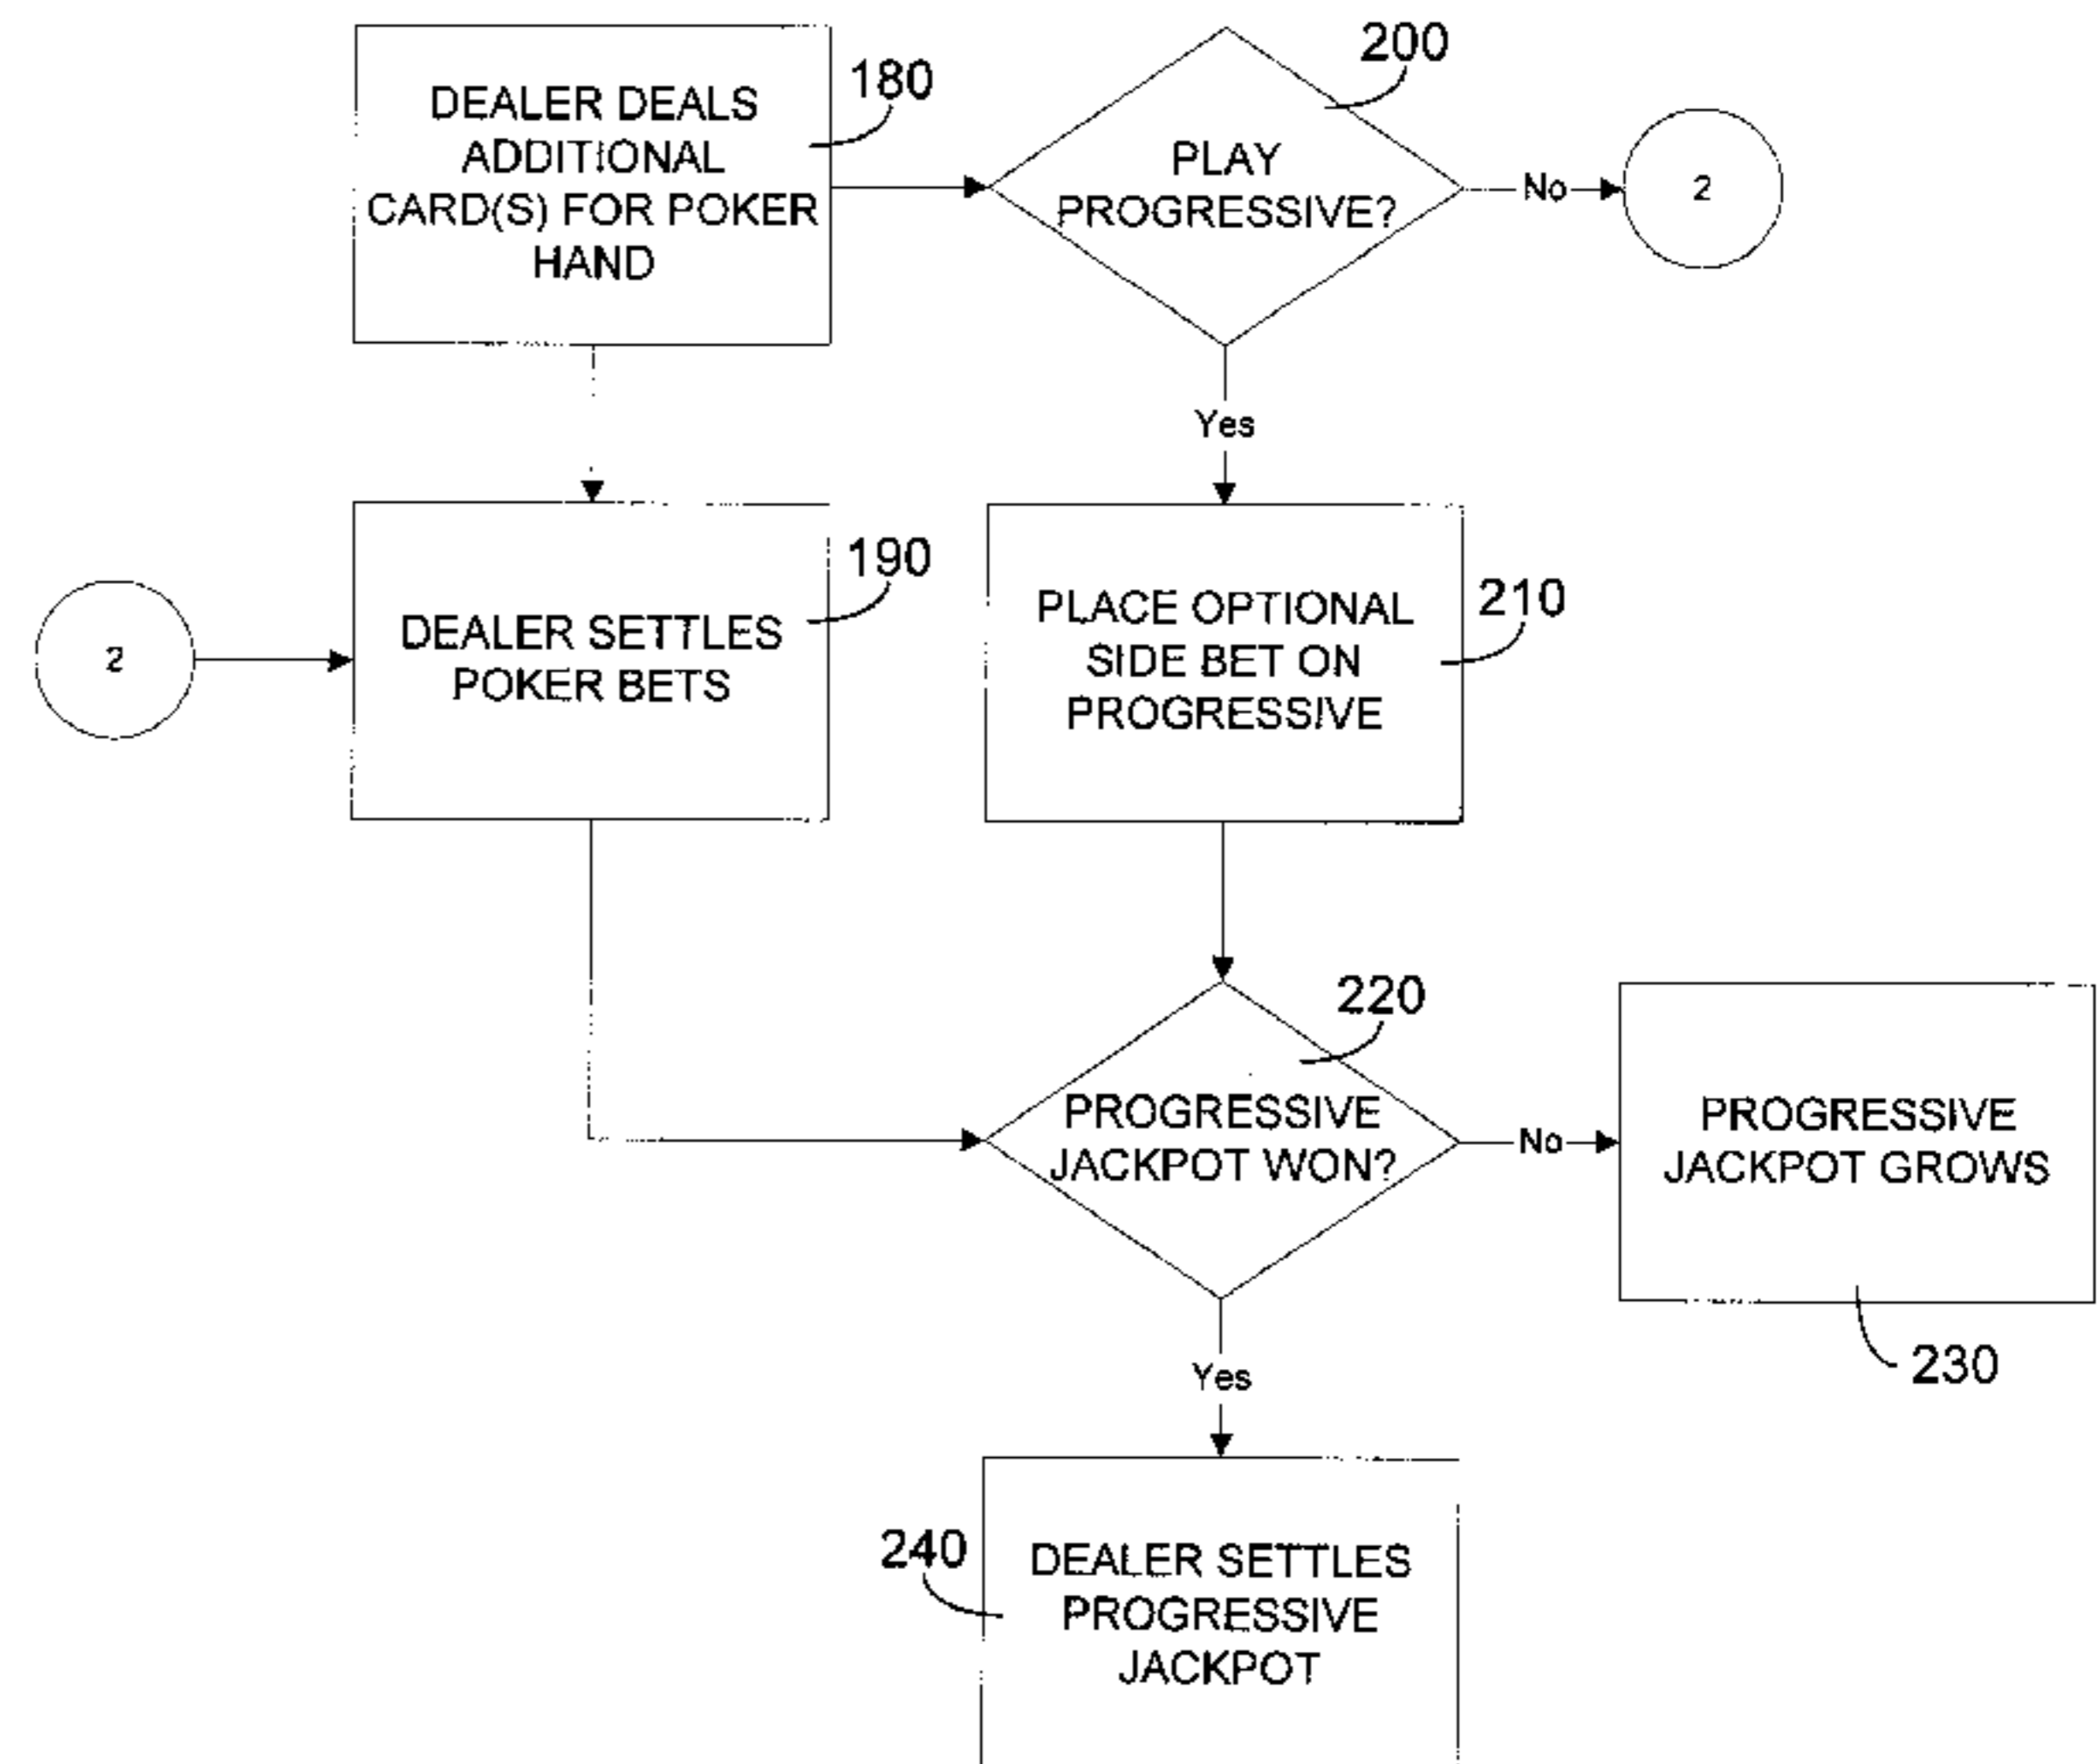 180
DEALER DEALS
ADDITIONAL
CARD(S) FOR POKER
HAND
200
PLAY
PROGRESSIVE?
No
2
Yes
2
190
DEALER SETTLES
POKER BETS
210
PLACE OPTIONAL
SIDE BET ON
PROGRESSIVE
220
PROGRESSIVE
JACKPOT WON?
No
PROGRESSIVE
JACKPOT GROWS
230
Yes
240
DEALER SETTLES
PROGRESSIVE
JACKPOT